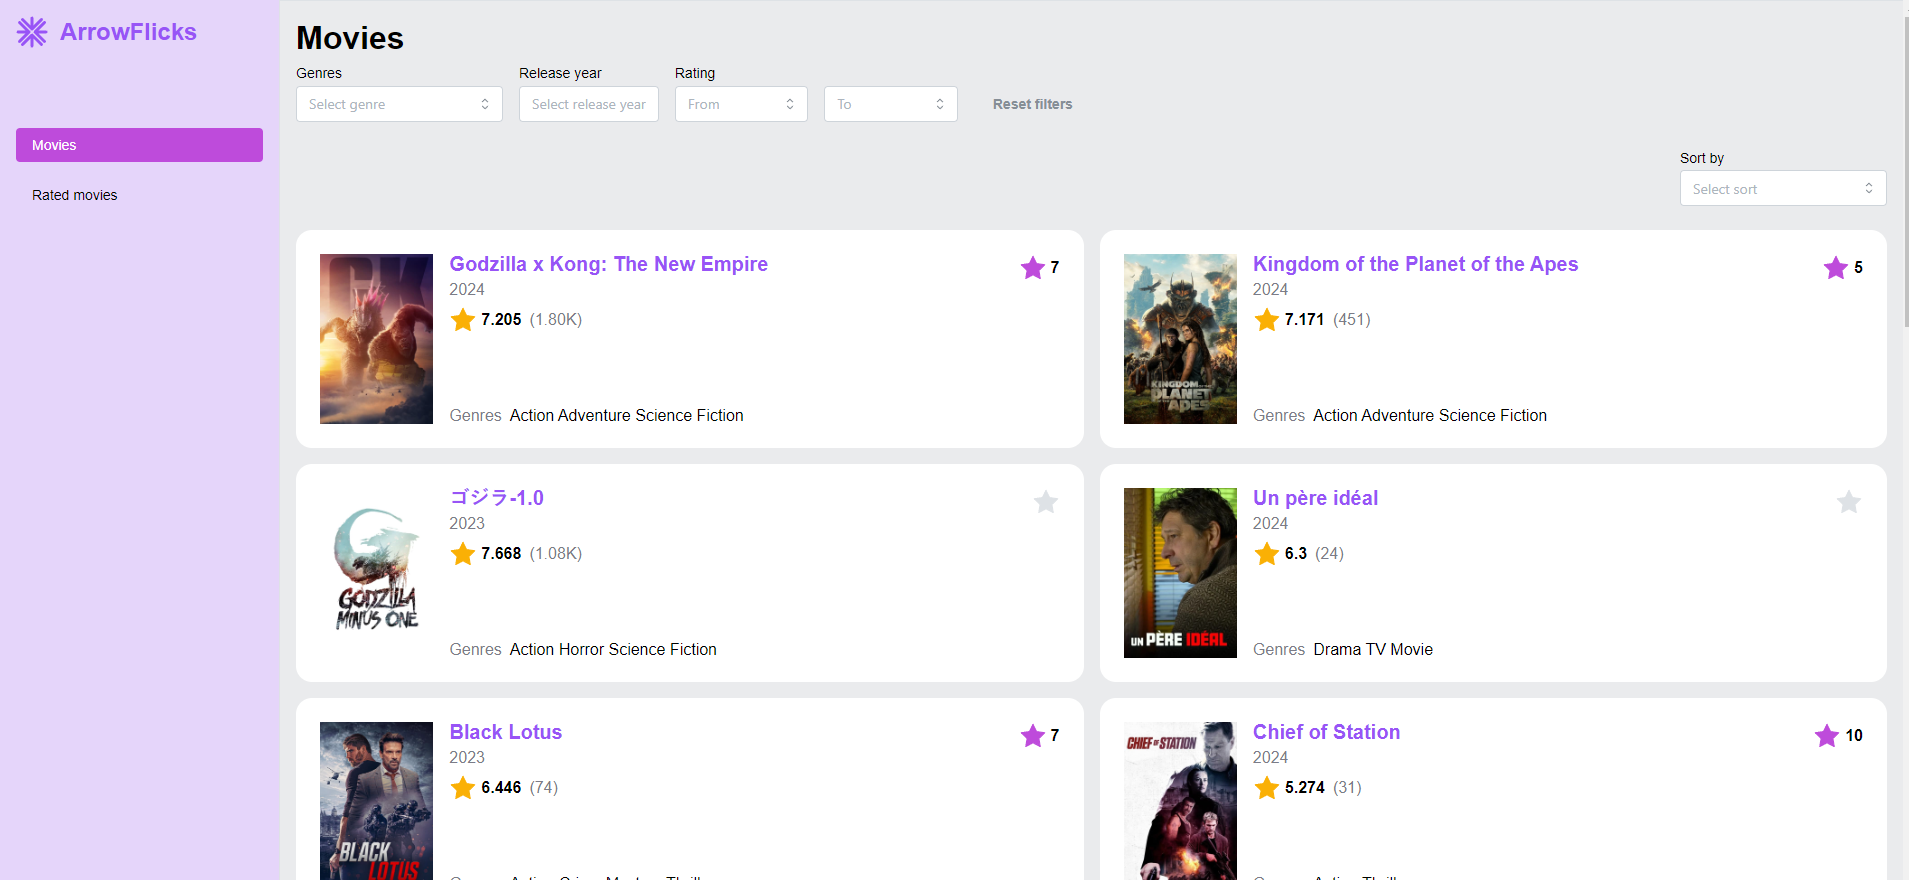 ArrowFlicks
Movies
Rated movies
Movies
Genres
Release year
Rating
Select genre
Select release year
From
To
Reset filters
Sort by
Select sort
Godzilla x Kong: The New Empire
7
2024
7.205 (1.80K)
Genres Action Adventure Science Fiction
KINGDOM
PLANET
APES
Kingdom of the Planet of the Apes
5
2024
7.171 (451)
Genres Action Adventure Science Fiction
GODZILLA
MINUS ONE
ゴジラ-1.0
2023
7.668 (1.08K)
Genres Action Horror Science Fiction
UN PÈRE IDÉAL
Un père idéal
2024
6.3 (24)
Genres Drama TV Movie
BLACK
LOTUS
Black Lotus
7
2023
6.446 (74)
CHIEF OF STATION
Chief of Station
10
2024
5.274 (31)